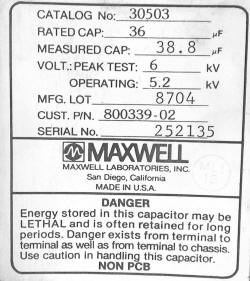 CATALOG No: 30503
RATED CAP: 36 µF
MEASURED CAP: 38.8 µF
VOLT.: PEAK TEST: 6 kV
OPERATING: 5.2 kV
MFG. LOT: 8704
CUST. P/N. 800339-02
SERIAL No. 252135
MAXWELL
MAXWELL LABORATORIES, INC.
San Diego, California
MADE IN U.S.A.
DANGER
Energy stored in this capacitor may be
LETHAL and is often retained for long
periods. Danger exists from terminal to
terminal as well as from terminal to chassis.
Use caution in handling this capacitor.
NON PCB